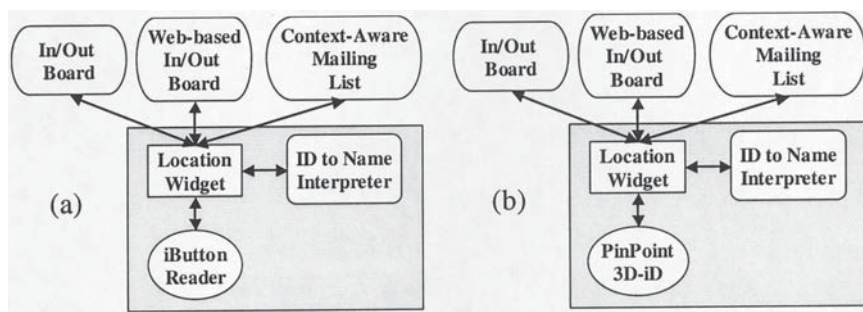 In/Out
Board
Web-based
In/Out
Board
Context-Aware
Mailing
List
Location
Widget
ID to Name
Interpreter
(a)
iButton
Reader
In/Out
Board
Web-based
In/Out
Board
Context-Aware
Mailing
List
Location
Widget
ID to Name
Interpreter
(b)
PinPoint
3D-iD